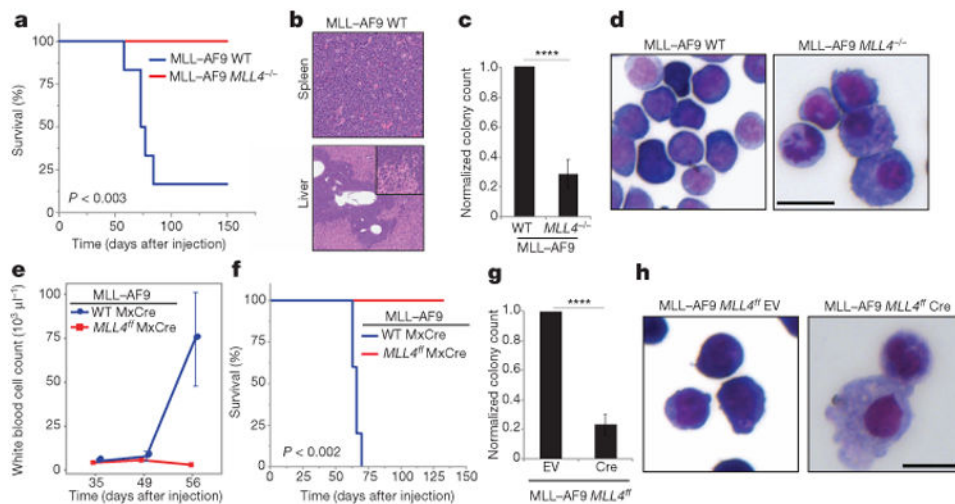 a
100
75
50
25
0
Survival (%)
MLL–AF9 WT
MLL–AF9 MLL4–/–
P < 0.003
0 50 100 150
Time (days after injection)
b
MLL–AF9 WT
Spleen
Liver
c
****
Normalized colony count
1.0
0.8
0.6
0.4
0.2
0
WT MLL4–/–
MLL–AF9
d
MLL–AF9 WT
MLL–AF9 MLL4–/–
e
MLL–AF9
WT MxCre
MLL4ff MxCre
White blood cell count (10³ µl⁻¹)
100
75
50
25
0
35 49 56
Time (days after injection)
f
MLL–AF9
WT MxCre
MLL4ff MxCre
Survival (%)
100
75
50
25
0
P < 0.002
0 25 50 75 100 125 150
Time (days after injection)
g
****
Normalized colony count
1.0
0.8
0.6
0.4
0.2
0
EV Cre
MLL–AF9 MLL4ff
h
MLL–AF9 MLL4ff EV
MLL–AF9 MLL4ff Cre